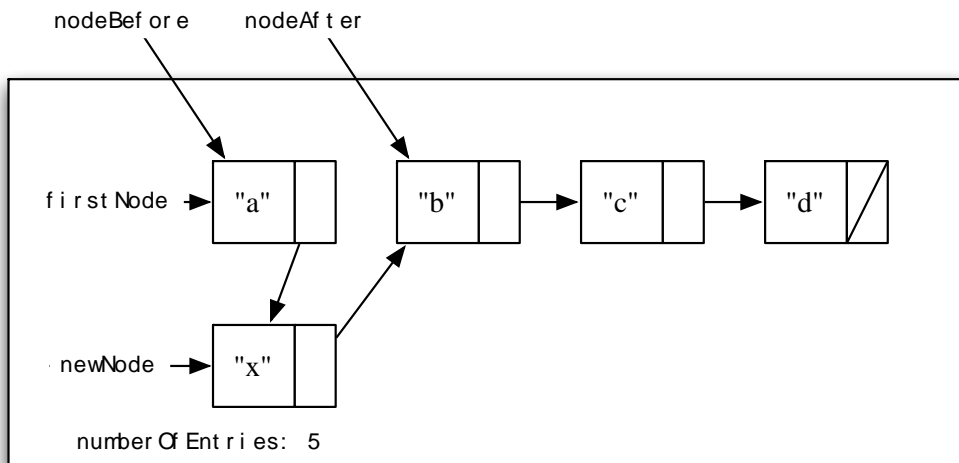 nodeBefore nodeAfter
firstNode "a" "b" "c" "d"
newNode "x"
numberOfEntries: 5